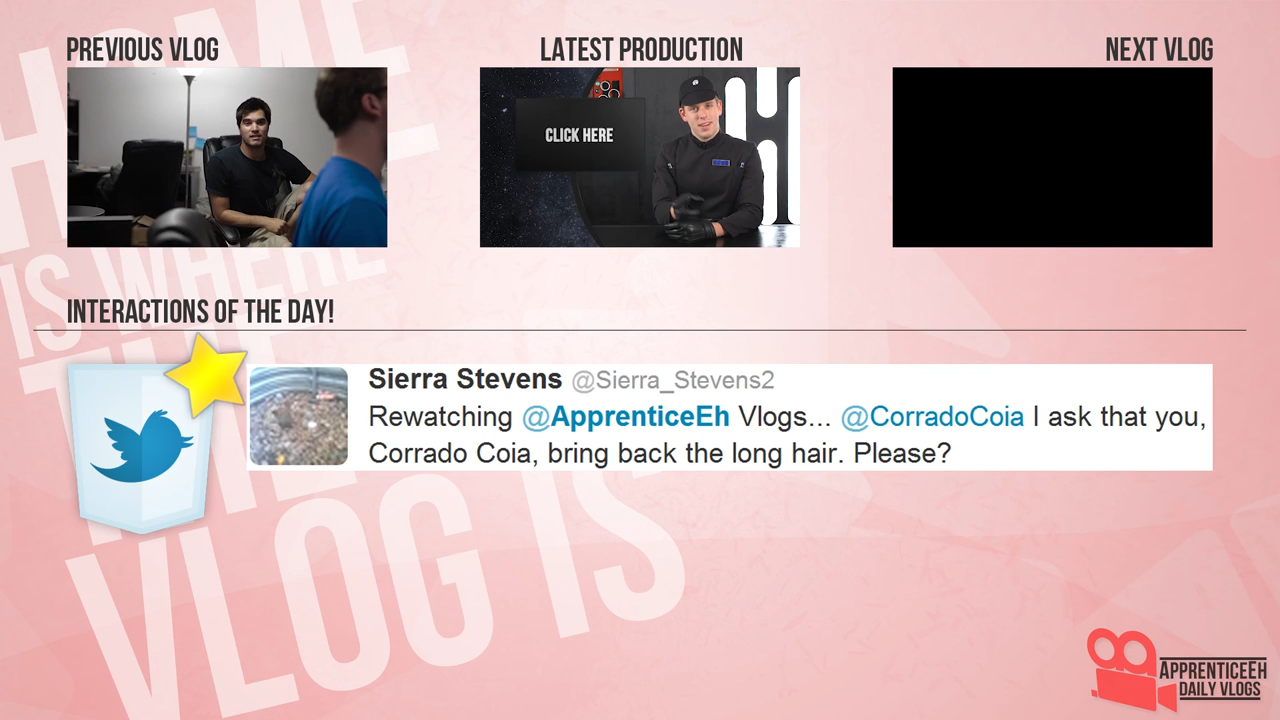 PREVIOUS VLOG
LATEST PRODUCTION
NEXT VLOG
CLICK HERE
HOME
IS WHERE
THE
VLOG IS
INTERACTIONS OF THE DAY!
Sierra Stevens @Sierra_Stevens2
Rewatching @ApprenticeEh Vlogs... @CorradoCoia I ask that you,
Corrado Coia, bring back the long hair. Please?
APPRENTICEEH
DAILY VLOGS